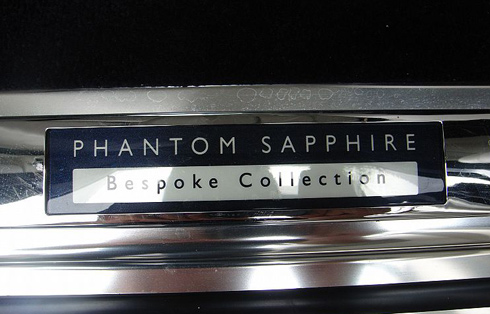 PHANTOM SAPPHIRE
Bespoke Collection